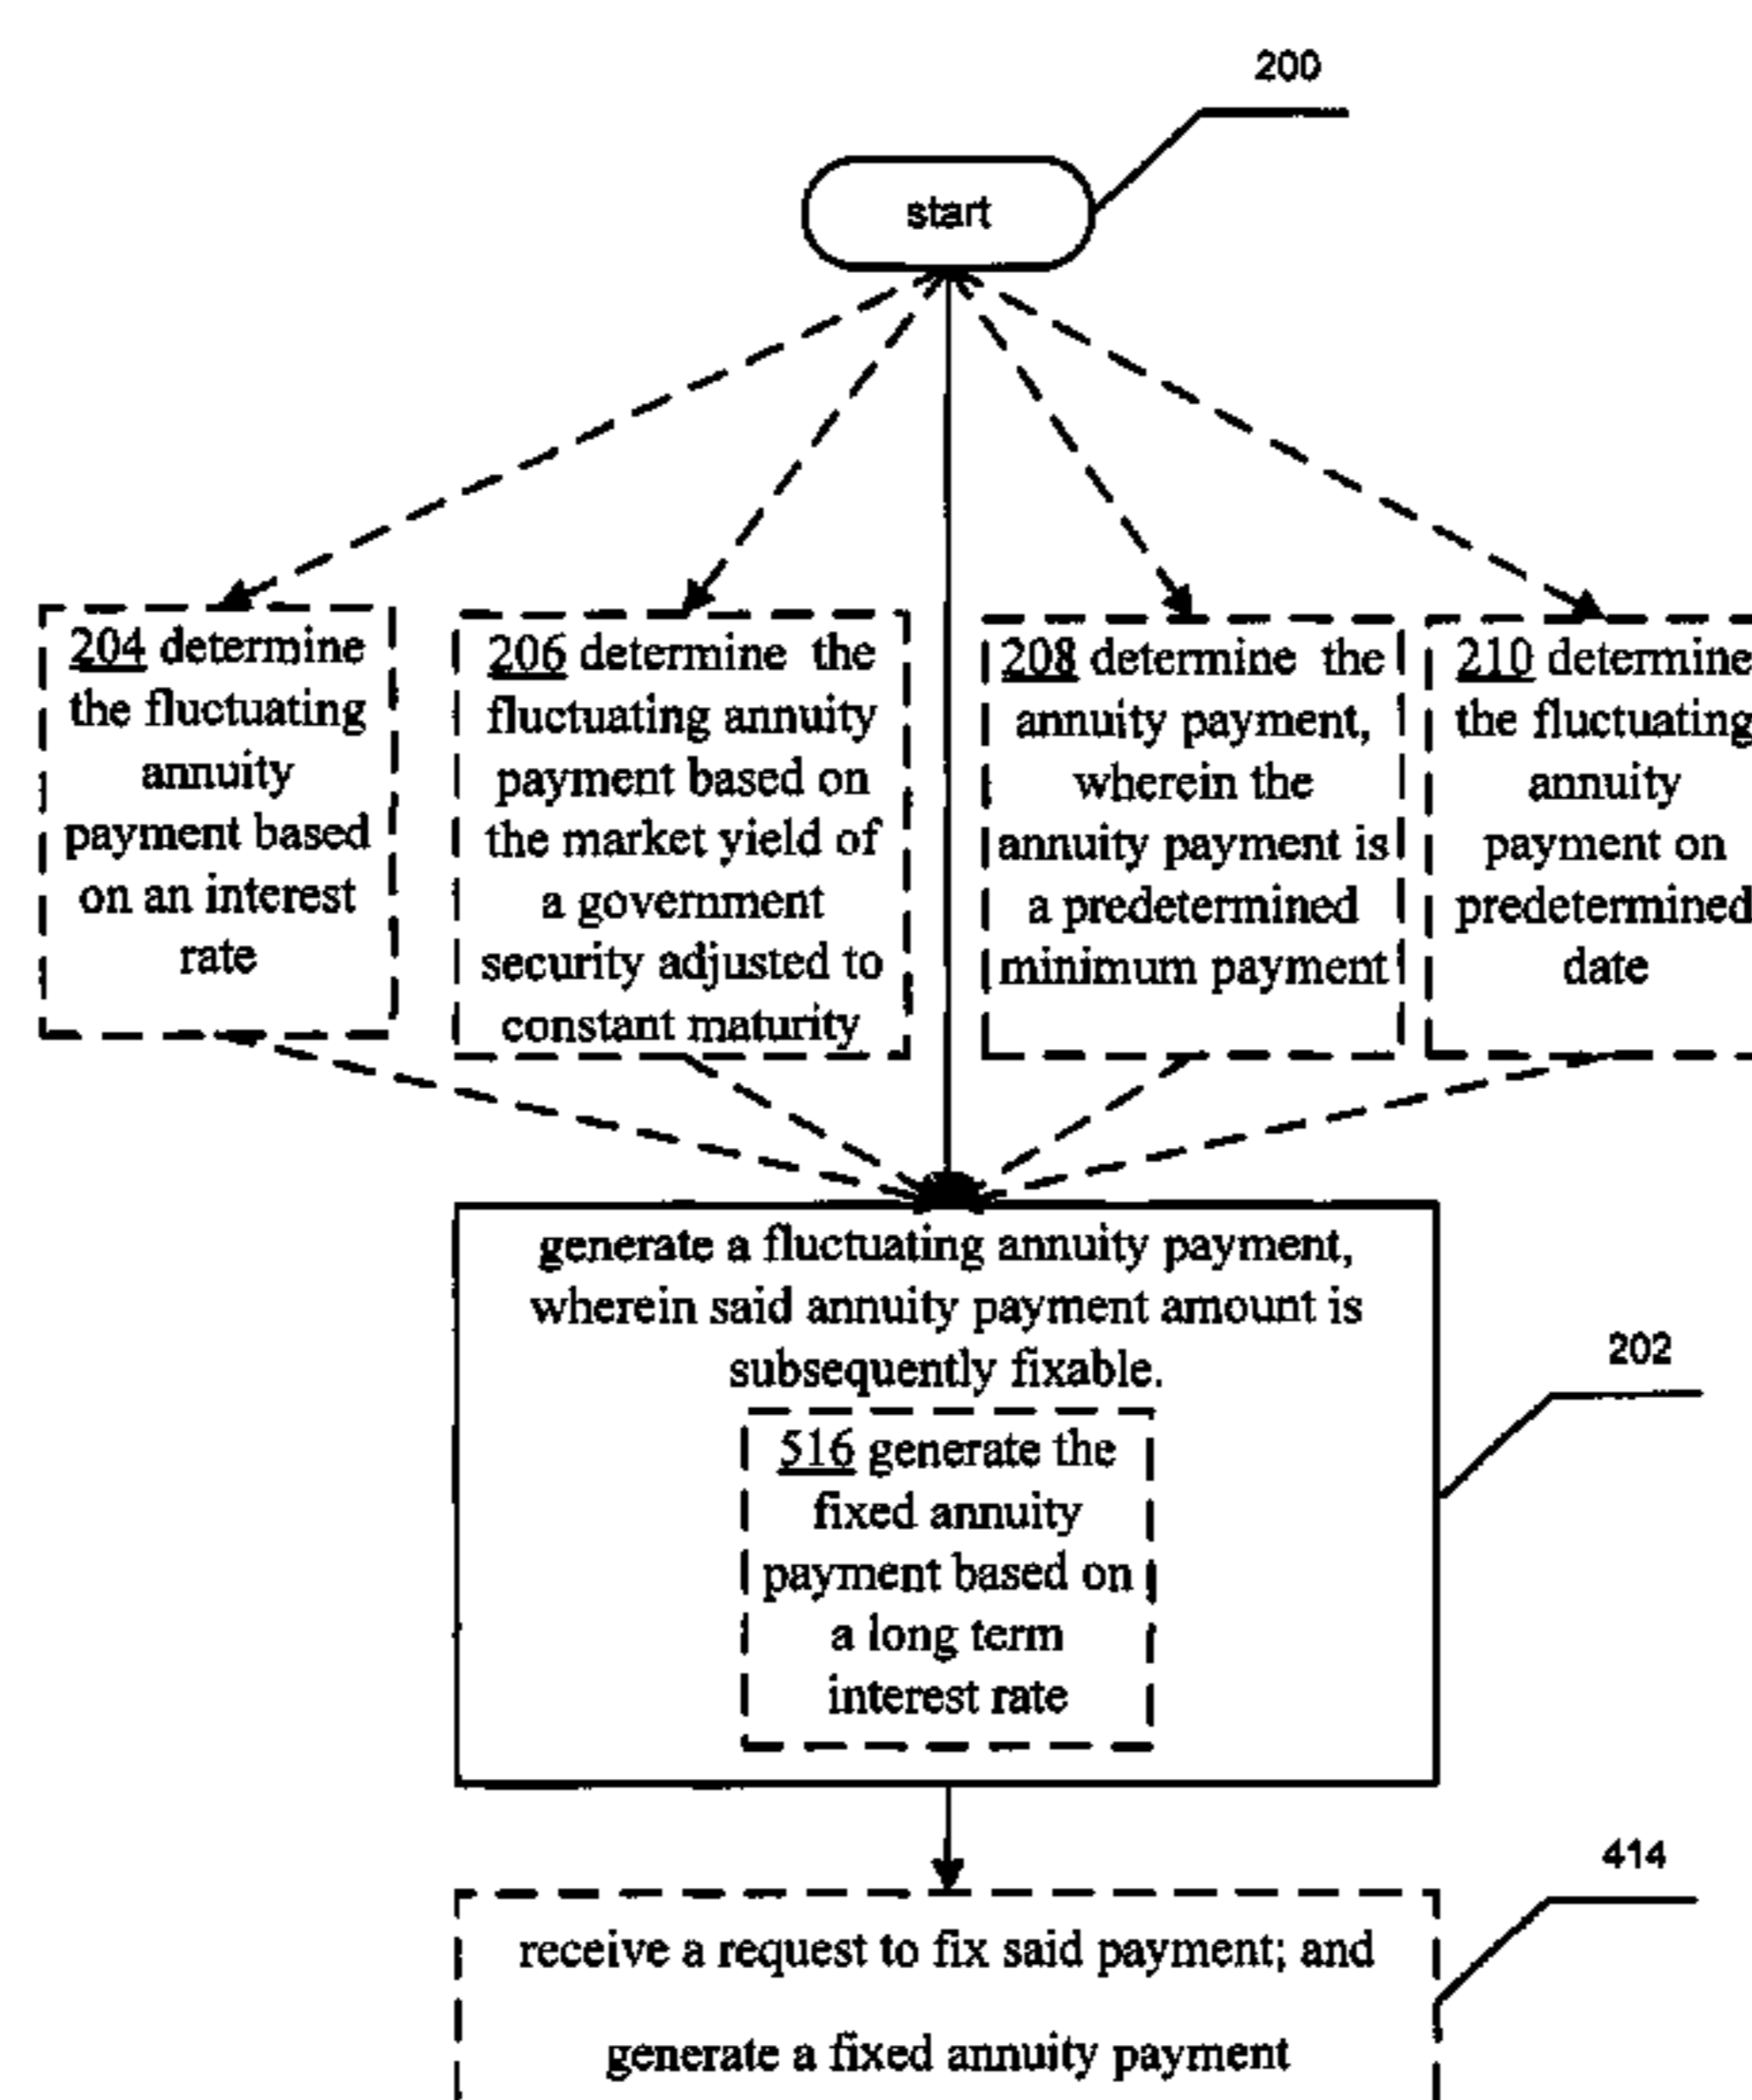 200
start
204 determine
the fluctuating
annuity
payment based
on an interest
rate
206 determine the
fluctuating annuity
payment based on
the market yield of
a government
security adjusted to
constant maturity
208 determine the
annuity payment,
wherein the
annuity payment is
a predetermined
minimum payment
210 determine
the fluctuating
annuity
payment on
predetermined
date
generate a fluctuating annuity payment,
wherein said annuity payment amount is
subsequently fixable.
202
516 generate the
fixed annuity
payment based on
a long term
interest rate
414
receive a request to fix said payment; and
generate a fixed annuity payment